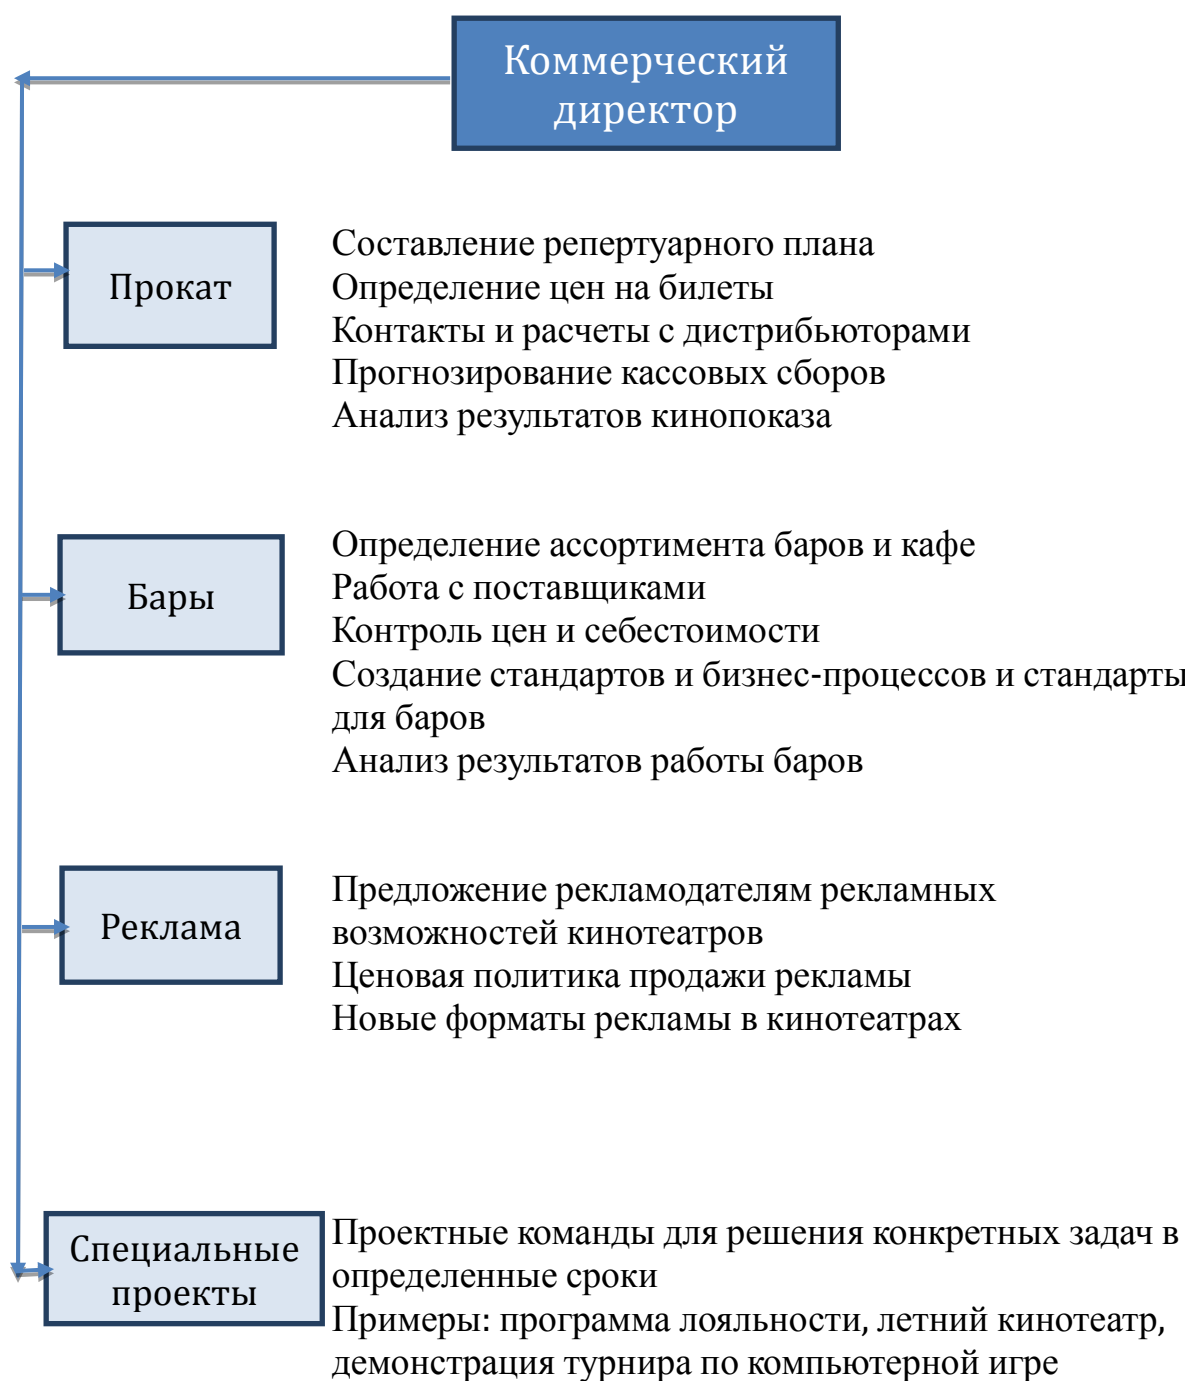 Коммерческий
директор
Прокат
Составление репертуарного плана
Определение цен на билеты
Контакты и расчеты с дистрибьюторами
Прогнозирование кассовых сборов
Анализ результатов кинопоказа
Бары
Определение ассортимента баров и кафе
Работа с поставщиками
Контроль цен и себестоимости
Создание стандартов и бизнес-процессов и стандарты
для баров
Анализ результатов работы баров
Реклама
Предложение рекламодателям рекламных
возможностей кинотеатров
Ценовая политика продажи рекламы
Новые форматы рекламы в кинотеатрах
Специальные
проекты
Проектные команды для решения конкретных задач в
определенные сроки
Примеры: программа лояльности, летний кинотеатр,
демонстрация турнира по компьютерной игре